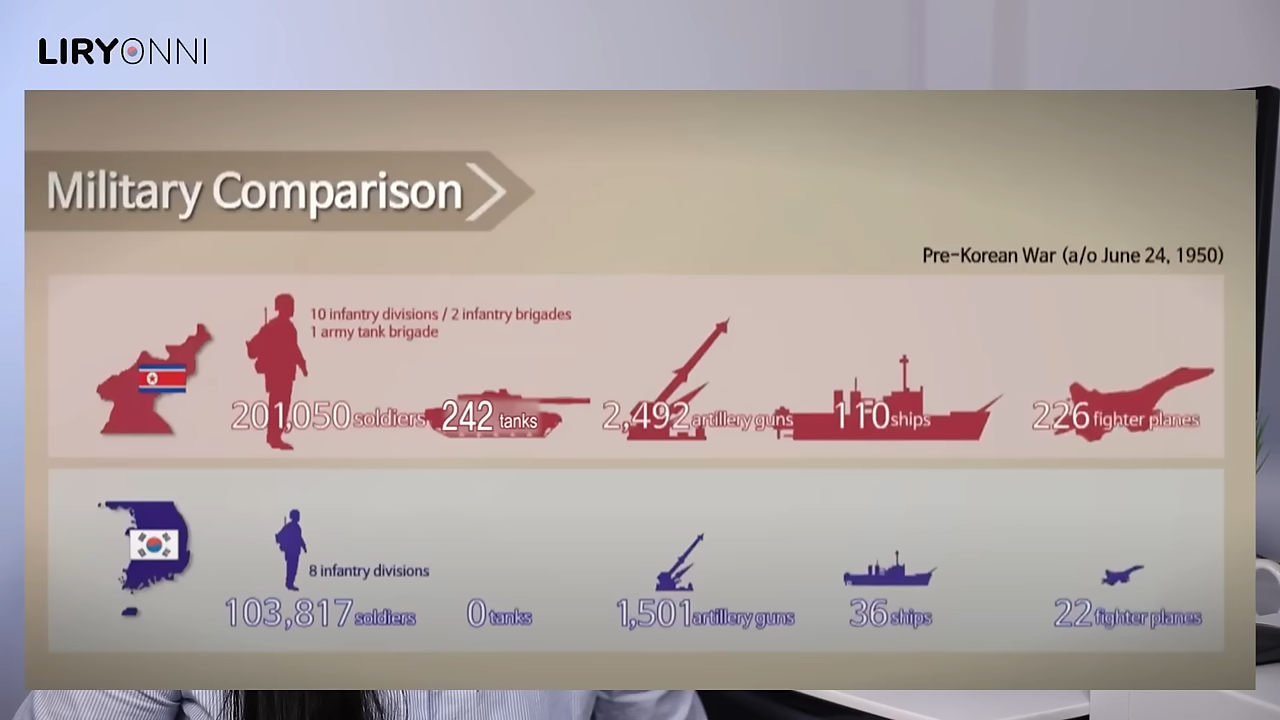 LIRYONNI
Military Comparison
Pre-Korean War (a/o June 24, 1950)
10 infantry divisions / 2 infantry brigades
1 army tank brigade
201,050 soldiers 242 tanks 2,492 artillery guns 110 ships 226 fighter planes
8 infantry divisions
103,817 soldiers 0 tanks 1,501 artillery guns 36 ships 22 fighter planes